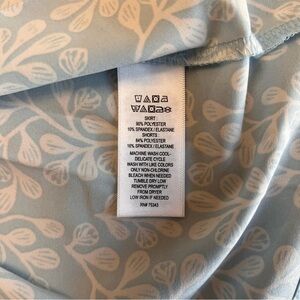 SKIRT
90% POLYESTER
10% SPANDEX/ELASTANE
SHORTS
84% POLYESTER
16% SPANDEX/ELASTANE
MACHINE WASH COOL-
DELICATE CYCLE
WASH WITH LIKE COLORS
ONLY NON-CHLORINE
BLEACH WHEN NEEDED
TUMBLE DRY LOW
REMOVE PROMPTLY
FROM DRYER
LOW IRON IF NEEDED
RN# 75343